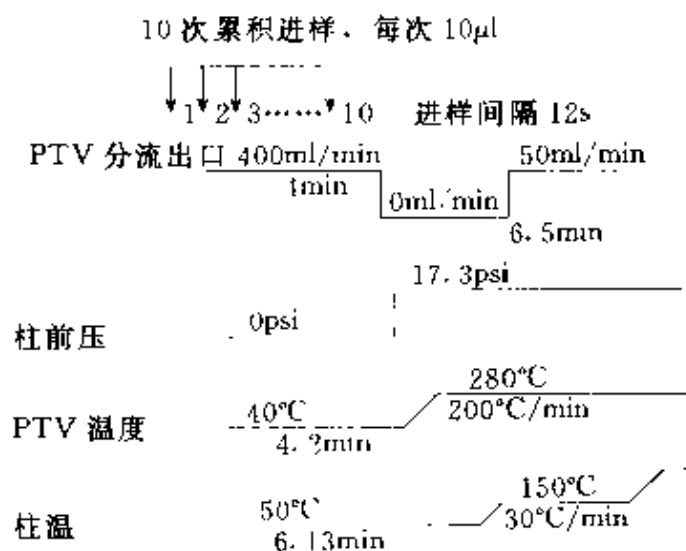 10 次累积进样、每次 10μl
1 2 3……10 进样间隔 12s
PTV 分流出口 400ml/min 50ml/min
4min 0ml/min
6.5min
17.3psi
0psi
柱前压
280℃
40℃ 200℃/min
PTV 温度
4.2min
150℃
50℃ 30℃/min
柱温
6.13min